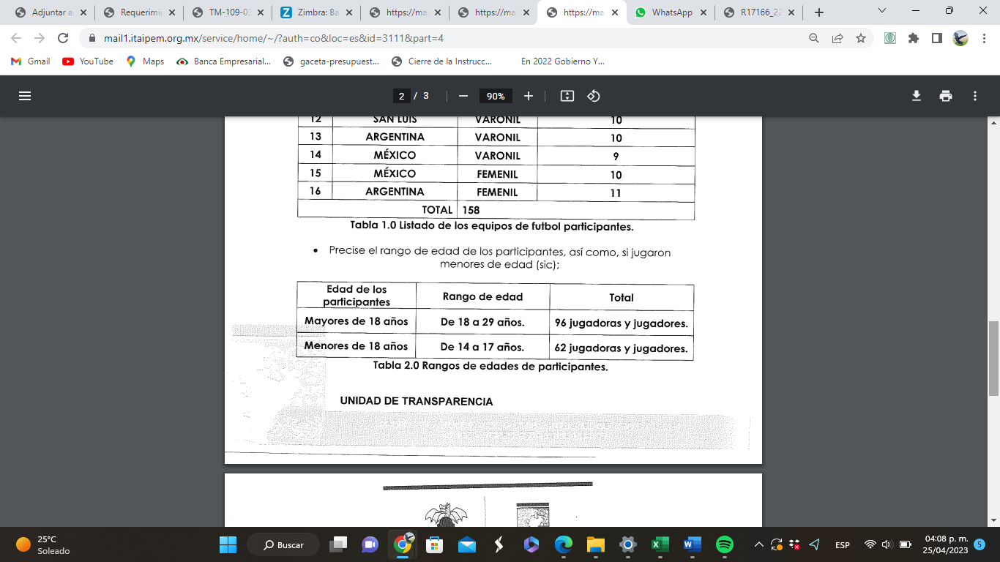 Adjuntar a
Requerimi
TM-109-03
Zimbra: Ba
https://ma
https://ma
https://ma
WhatsApp
R17166_22
mail1.itaipem.org.mx/service/home/~/?auth=co&loc=es&id=3111&part=4
Gmail
YouTube
Maps
Banca Empresarial...
gaceta-presupuest...
Cierre de la Instrucc...
En 2022 Gobierno Y...
2 / 3
90%
12 SAN LUIS VARONIL 10
13 ARGENTINA VARONIL 10
14 MÉXICO VARONIL 9
15 MÉXICO FEMENIL 10
16 ARGENTINA FEMENIL 11
TOTAL 158
Tabla 1.0 Listado de los equipos de futbol participantes.
• Precise el rango de edad de los participantes, así como, si jugaron
menores de edad (sic);
Edad de los
participantes
Rango de edad
Total
Mayores de 18 años De 18 a 29 años. 96 jugadoras y jugadores.
Menores de 18 años De 14 a 17 años. 62 jugadoras y jugadores.
Tabla 2.0 Rangos de edades de participantes.
UNIDAD DE TRANSPARENCIA
25°C
Soleado
Buscar
ESP
04:08 p. m.
25/04/2023
5